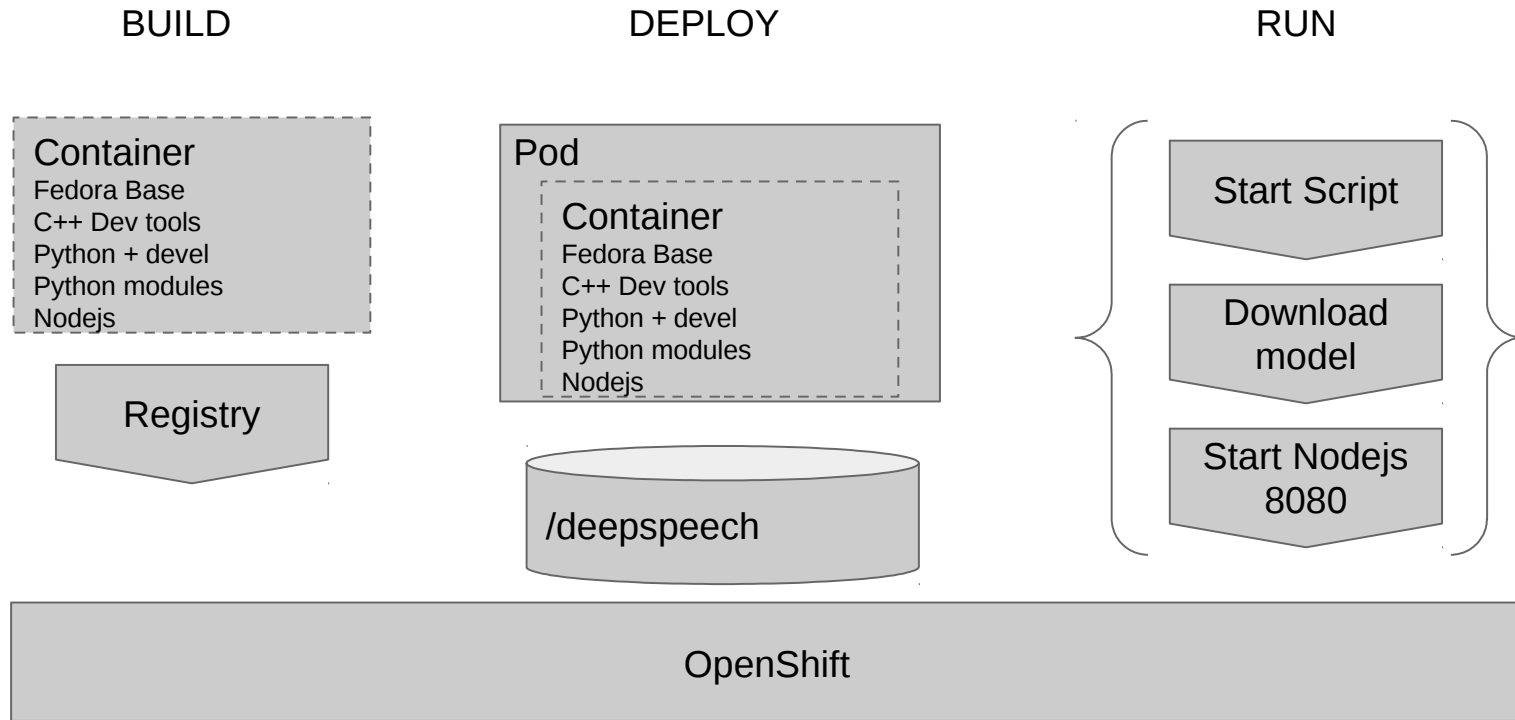 BUILD
DEPLOY
RUN
Container
Fedora Base
C++ Dev tools
Python + devel
Python modules
Nodejs
Registry
Pod
Container
Fedora Base
C++ Dev tools
Python + devel
Python modules
Nodejs
/deepspeech
Start Script
Download
model
Start Nodejs
8080
OpenShift